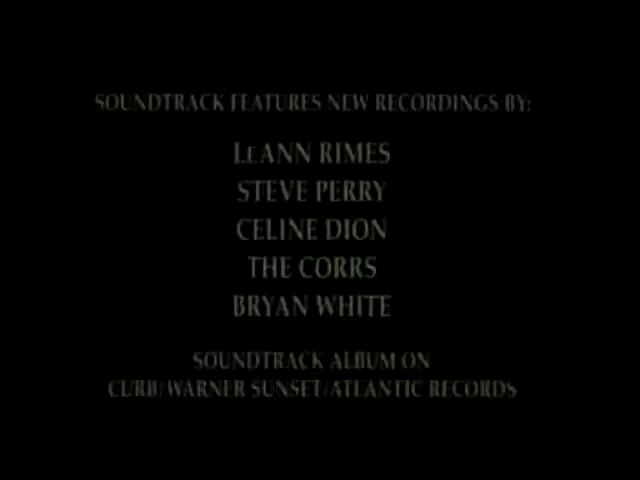 SOUNDTRACK FEATURES NEW RECORDINGS BY:
LeANN RIMES
STEVE PERRY
CELINE DION
THE CORRS
BRYAN WHITE
SOUNDTRACK ALBUM ON
CURB/WARNER SUNSET/ATLANTIC RECORDS